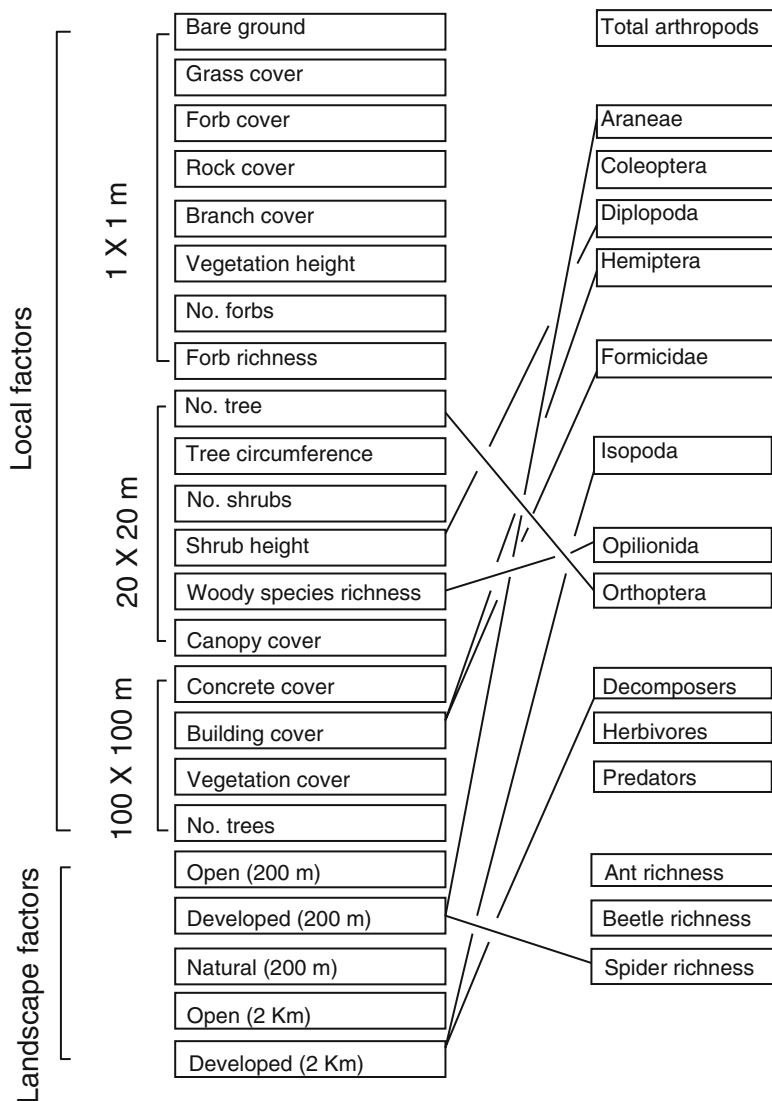 Local factors
Landscape factors
1 X 1 m
20 X 20 m
100 X 100 m
Bare ground
Grass cover
Forb cover
Rock cover
Branch cover
Vegetation height
No. forbs
Forb richness
No. tree
Tree circumference
No. shrubs
Shrub height
Woody species richness
Canopy cover
Concrete cover
Building cover
Vegetation cover
No. trees
Open (200 m)
Developed (200 m)
Natural (200 m)
Open (2 Km)
Developed (2 Km)
Total arthropods
Araneae
Coleoptera
Diplopoda
Hemiptera
Formicidae
Isopoda
Opilionida
Orthoptera
Decomposers
Herbivores
Predators
Ant richness
Beetle richness
Spider richness